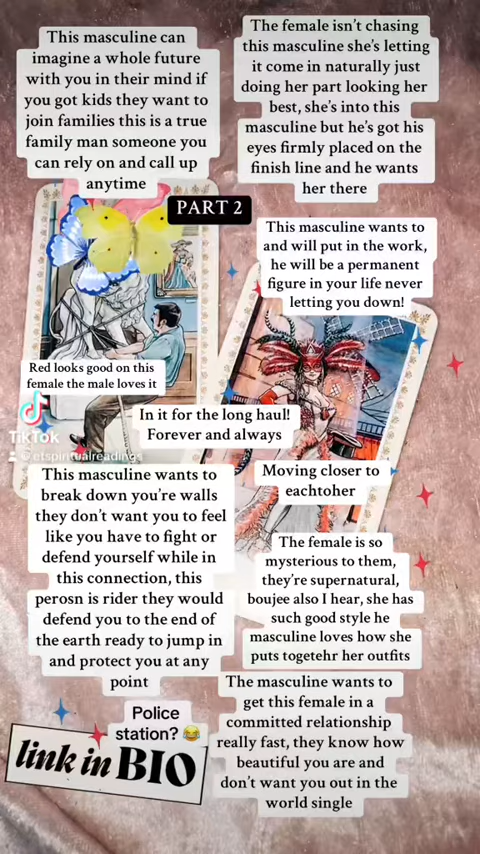 This masculine can
imagine a whole future
with you in their mind if
you got kids they want to
join families this is a true
family man someone you
can rely on and call up
anytime
The female isn't chasing
this masculine she's letting
it come in naturally just
doing her part looking her
best, she's into this
masculine but he's got his
eyes firmly placed on the
finish line and he wants
her there
PART 2
This masculine wants to
and will put in the work,
he will be a permanent
figure in your life never
letting you down!
Red looks good on this
female the male loves it
TikTok
In it for the long haul!
Forever and always
@etspiritualreadings
Moving closer to
eachtoher
This masculine wants to
break down you're walls
they don't want you to feel
like you have to fight or
defend yourself while in
this connection, this
perosn is rider they would
defend you to the end of
the earth ready to jump in
and protect you at any
point
The female is so
mysterious to them,
they're supernatural,
boujee also I hear, she has
such good style he
masculine loves how she
puts togetehr her outfits
The masculine wants to
get this female in a
committed relationship
really fast, they know how
beautiful you are and
don't want you out in the
world single
Police
station? 😂
link in BIO